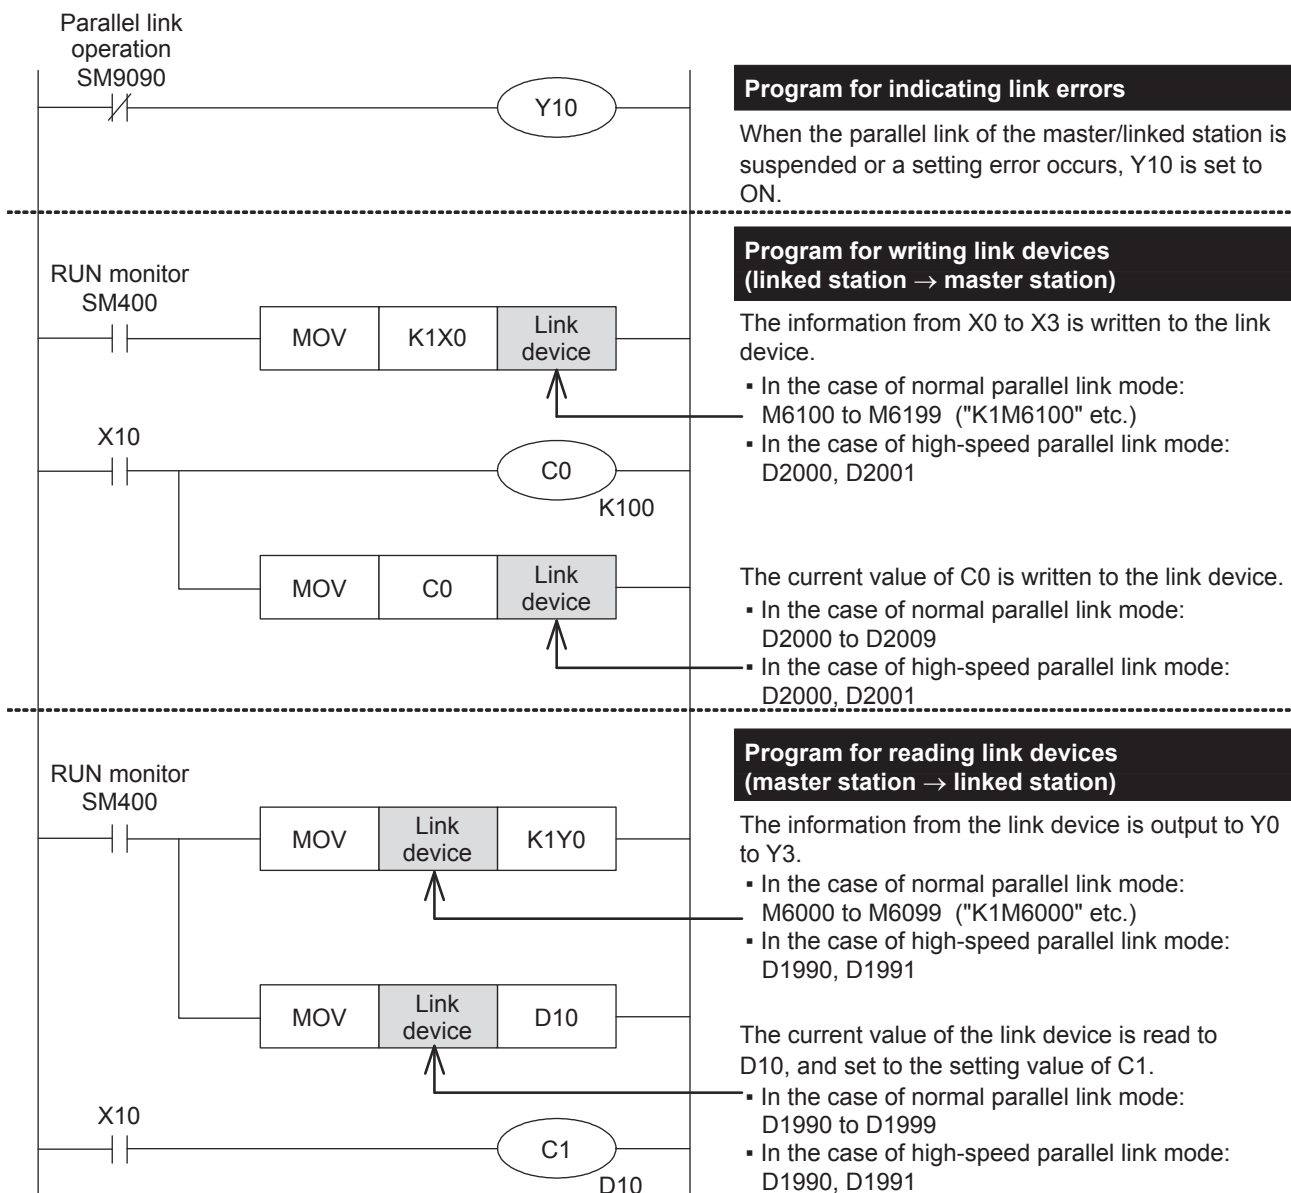 Parallel link
operation
SM9090
Y10
Program for indicating link errors
When the parallel link of the master/linked station is
suspended or a setting error occurs, Y10 is set to
ON.
RUN monitor
SM400
MOV
K1X0
Link
device
Program for writing link devices
(linked station → master station)
The information from X0 to X3 is written to the link
device.
▪ In the case of normal parallel link mode:
M6100 to M6199 ("K1M6100" etc.)
▪ In the case of high-speed parallel link mode:
D2000, D2001
X10
C0
K100
MOV
C0
Link
device
The current value of C0 is written to the link device.
▪ In the case of normal parallel link mode:
D2000 to D2009
▪ In the case of high-speed parallel link mode:
D2000, D2001
RUN monitor
SM400
MOV
Link
device
K1Y0
Program for reading link devices
(master station → linked station)
The information from the link device is output to Y0
to Y3.
▪ In the case of normal parallel link mode:
M6000 to M6099 ("K1M6000" etc.)
▪ In the case of high-speed parallel link mode:
D1990, D1991
MOV
Link
device
D10
The current value of the link device is read to
D10, and set to the setting value of C1.
▪ In the case of normal parallel link mode:
D1990 to D1999
▪ In the case of high-speed parallel link mode:
D1990, D1991
X10
C1
D10